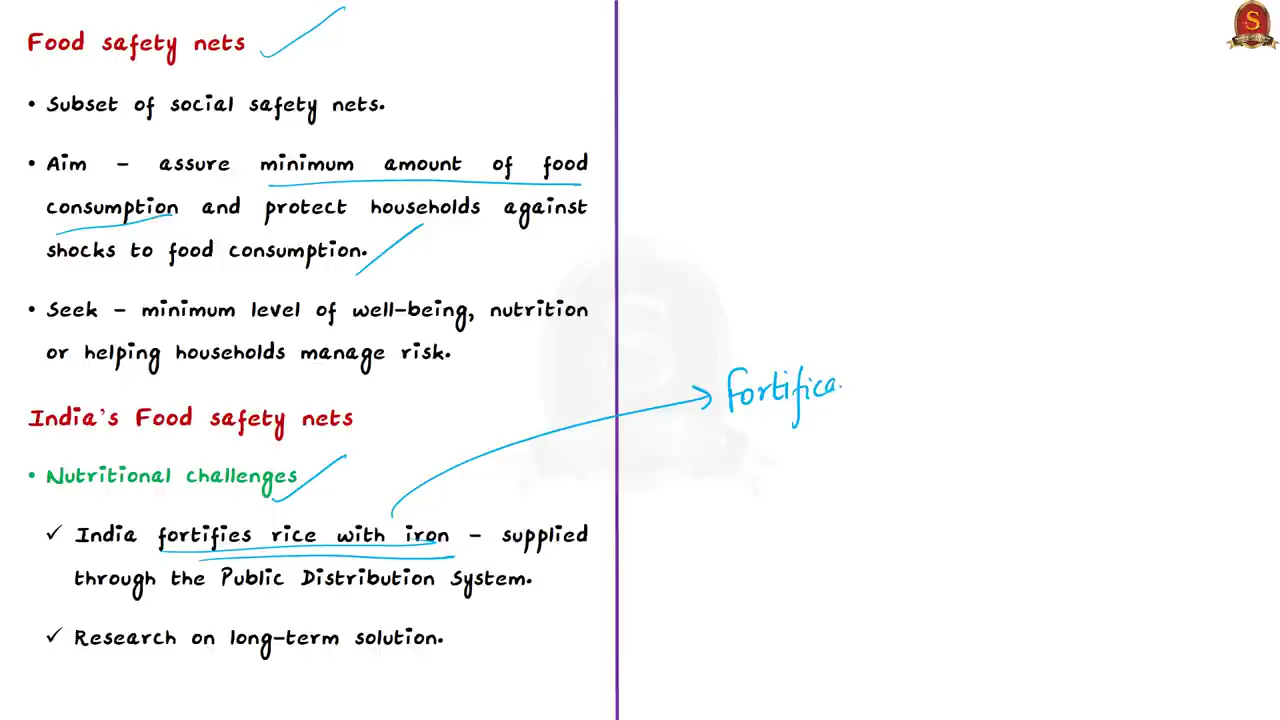 Food safety nets
• Subset of social safety nets.
• Aim – assure minimum amount of food
consumption and protect households against
shocks to food consumption.
• Seek – minimum level of well-being, nutrition
or helping households manage risk.
India's Food safety nets
• Nutritional challenges
✓ India fortifies rice with iron – supplied
through the Public Distribution System.
✓ Research on long-term solution.
Fortifica
S
S